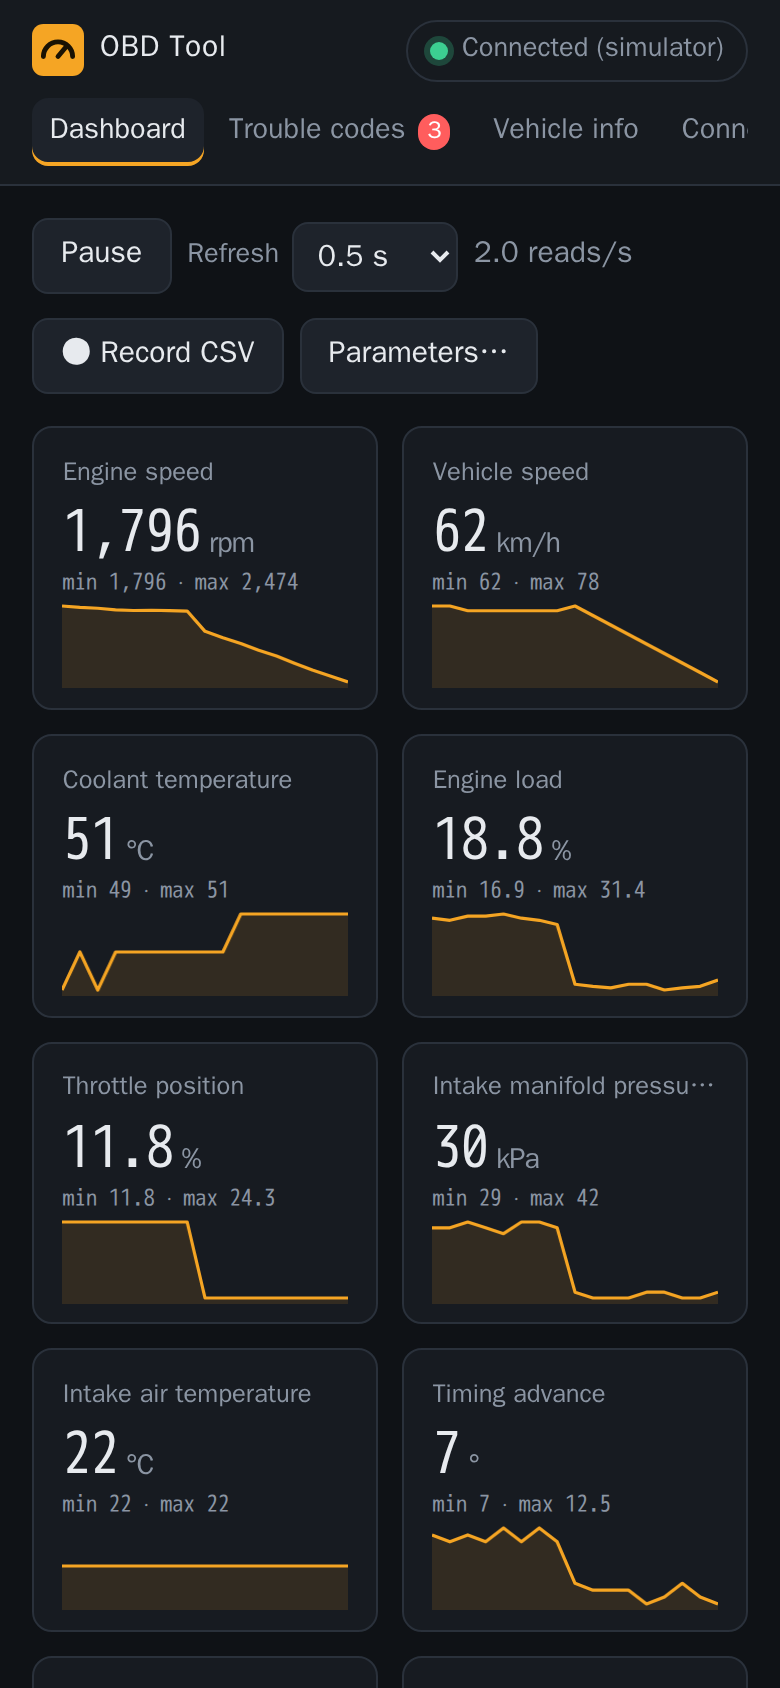 OBD Tool
Connected (simulator)
Dashboard
Trouble codes 3
Vehicle info
Conn
Pause
Refresh
0.5 s
2.0 reads/s
Record CSV
Parameters…
Engine speed
1,796 rpm
min 1,796 · max 2,474
Vehicle speed
62 km/h
min 62 · max 78
Coolant temperature
51 °C
min 49 · max 51
Engine load
18.8 %
min 16.9 · max 31.4
Throttle position
11.8 %
min 11.8 · max 24.3
Intake manifold pressu…
30 kPa
min 29 · max 42
Intake air temperature
22 °C
min 22 · max 22
Timing advance
7 °
min 7 · max 12.5